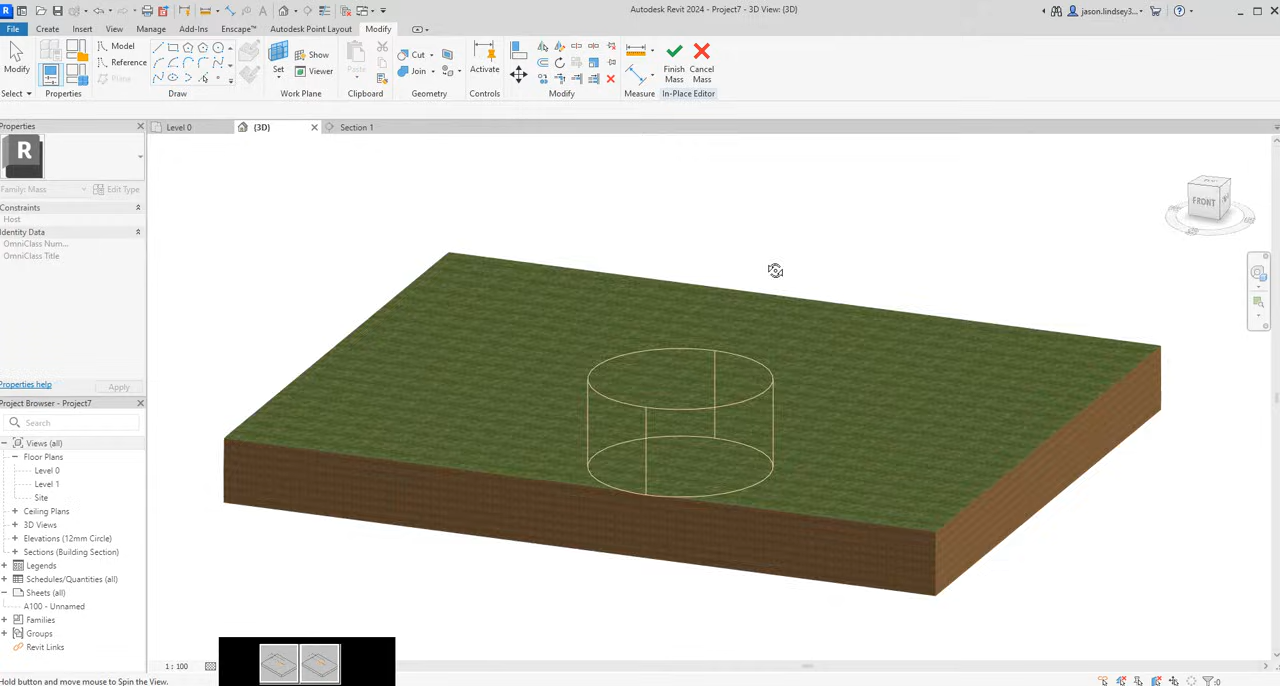 Autodesk Revit 2024 - Project7 - 3D View: {3D}
jason.lindsey3...
File Create Insert View Manage Add-Ins Enscape™ Autodesk Point Layout Modify
Modify
Model
Reference
Plane
Set
Show
Viewer
Paste
Cut
Join
Activate
Finish Mass
Cancel Mass
Select Properties Draw Work Plane Clipboard Geometry Controls Modify Measure In-Place Editor
Level 0
{3D}
Section 1
Properties
R
Family: Mass
Edit Type
Constraints
Host
Identity Data
OmniClass Num...
OmniClass Title
Properties help
Apply
Project Browser - Project7
Search
Views (all)
Floor Plans
Level 0
Level 1
Site
Ceiling Plans
3D Views
Elevations (12mm Circle)
Sections (Building Section)
Legends
Schedules/Quantities (all)
Sheets (all)
A100 - Unnamed
Families
Groups
Revit Links
FRONT
1 : 100
Hold button and move mouse to Spin the View.
:0